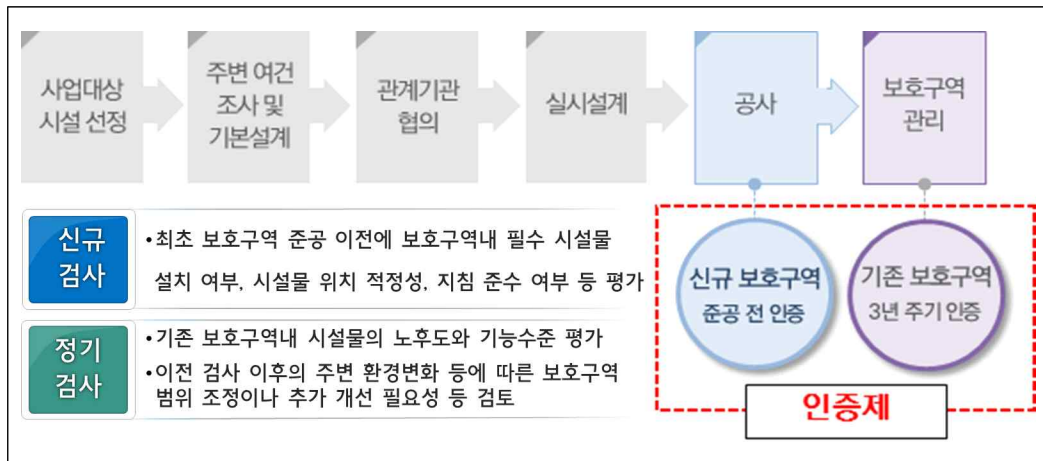 사업대상
시설 선정
주변 여건
조사 및
기본설계
관계기관
협의
실시설계
공사
보호구역
관리
신규
검사
•최초 보호구역 준공 이전에 보호구역내 필수 시설물
설치 여부, 시설물 위치 적정성, 지침 준수 여부 등 평가
정기
검사
•기존 보호구역내 시설물의 노후도와 기능수준 평가
•이전 검사 이후의 주변 환경변화 등에 따른 보호구역
범위 조정이나 추가 개선 필요성 등 검토
신규 보호구역
준공 전 인증
기존 보호구역
3년 주기 인증
인증제